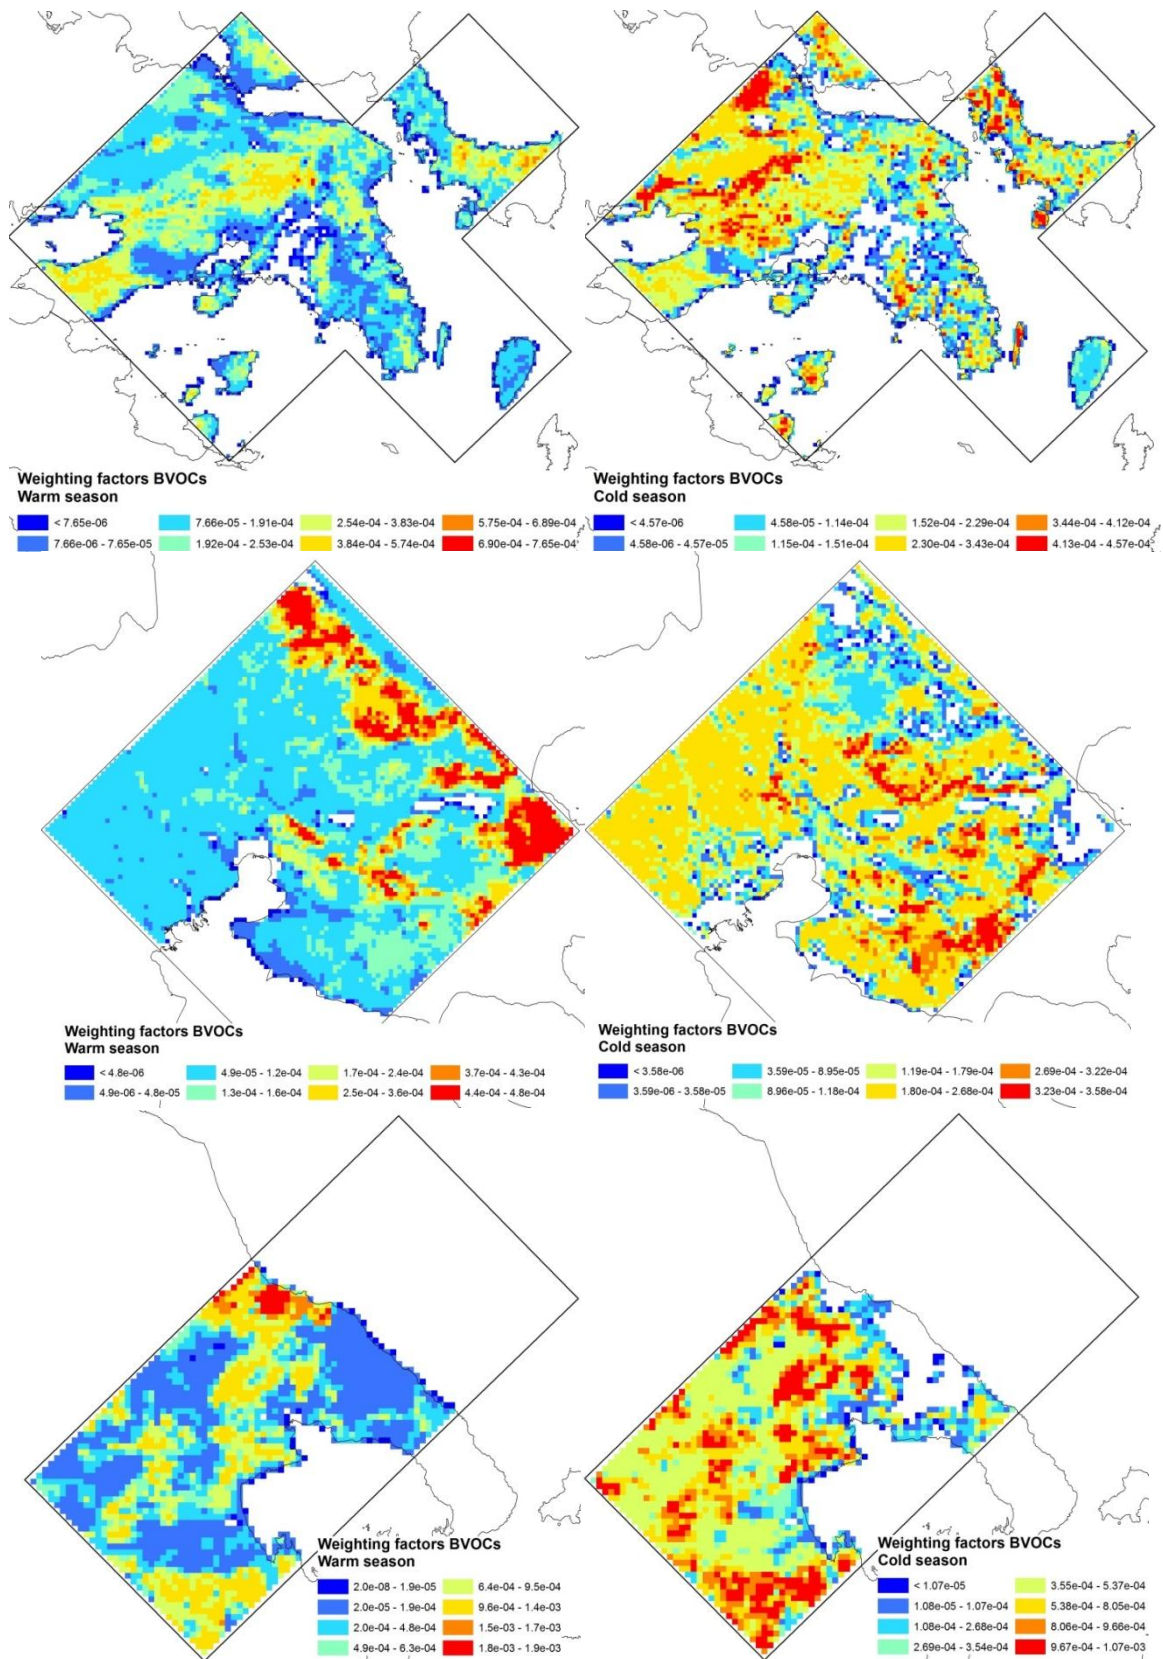 Weighting factors BVOCs
Warm season
< 7.65e-06
7.66e-05 - 1.91e-04
2.54e-04 - 3.83e-04
5.75e-04 - 6.89e-04
7.66e-06 - 7.65e-05
1.92e-04 - 2.53e-04
3.84e-04 - 5.74e-04
6.90e-04 - 7.65e-04
Weighting factors BVOCs
Cold season
< 4.57e-06
4.58e-05 - 1.14e-04
1.52e-04 - 2.29e-04
3.44e-04 - 4.12e-04
4.58e-06 - 4.57e-05
1.15e-04 - 1.51e-04
2.30e-04 - 3.43e-04
4.13e-04 - 4.57e-04
Weighting factors BVOCs
Warm season
< 4.8e-06
4.9e-05 - 1.2e-04
1.7e-04 - 2.4e-04
3.7e-04 - 4.3e-04
4.9e-06 - 4.8e-05
1.3e-04 - 1.6e-04
2.5e-04 - 3.6e-04
4.4e-04 - 4.8e-04
Weighting factors BVOCs
Cold season
< 3.58e-06
3.59e-05 - 8.95e-05
1.19e-04 - 1.79e-04
2.69e-04 - 3.22e-04
3.59e-06 - 3.58e-05
8.96e-05 - 1.18e-04
1.80e-04 - 2.68e-04
3.23e-04 - 3.58e-04
Weighting factors BVOCs
Warm season
2.0e-08 - 1.9e-05
6.4e-04 - 9.5e-04
2.0e-05 - 1.9e-04
9.6e-04 - 1.4e-03
2.0e-04 - 4.8e-04
1.5e-03 - 1.7e-03
4.9e-04 - 6.3e-04
1.8e-03 - 1.9e-03
Weighting factors BVOCs
Cold season
< 1.07e-05
3.55e-04 - 5.37e-04
1.08e-05 - 1.07e-04
5.38e-04 - 8.05e-04
1.08e-04 - 2.68e-04
8.06e-04 - 9.66e-04
2.69e-04 - 3.54e-04
9.67e-04 - 1.07e-03